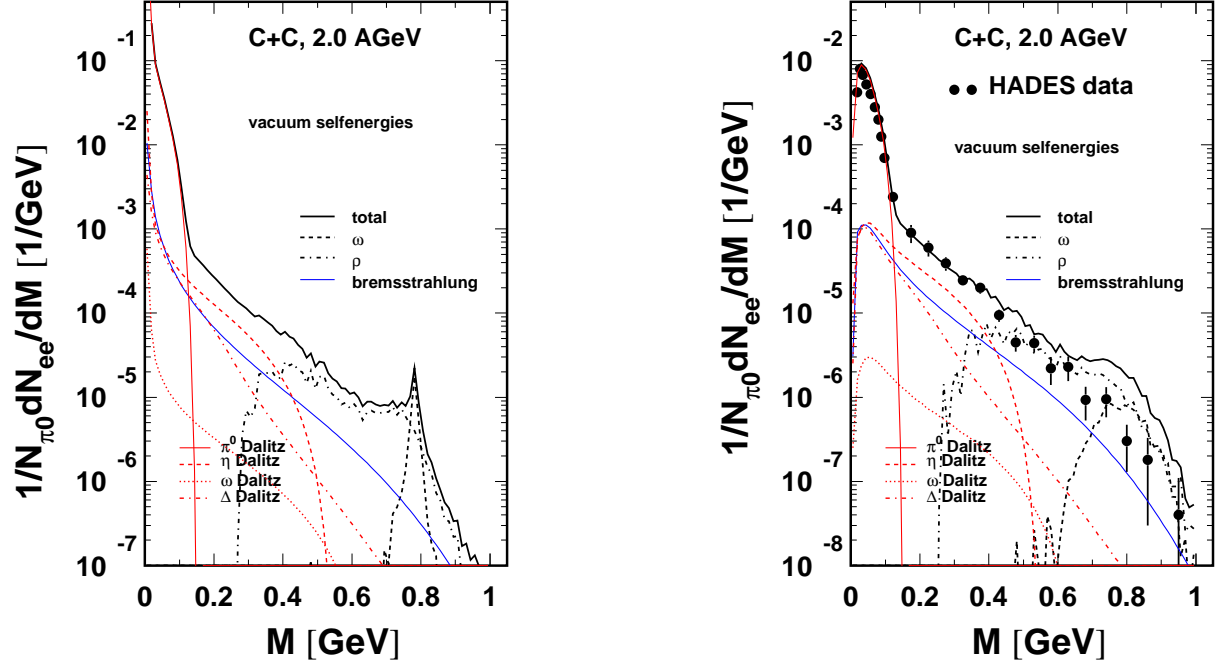 C+C, 2.0 AGeV
vacuum selfenergies
total
ω
ρ
bremsstrahlung
π⁰ Dalitz
η Dalitz
ω Dalitz
Δ Dalitz
10⁻¹
10⁻²
10⁻³
10⁻⁴
10⁻⁵
10⁻⁶
10⁻⁷
1/N_π0 dN_ee/dM [1/GeV]
0 0.2 0.4 0.6 0.8 1
M [GeV]
C+C, 2.0 AGeV
HADES data
vacuum selfenergies
total
ω
ρ
bremsstrahlung
π⁰ Dalitz
η Dalitz
ω Dalitz
Δ Dalitz
10⁻²
10⁻³
10⁻⁴
10⁻⁵
10⁻⁶
10⁻⁷
10⁻⁸
1/N_π0 dN_ee/dM [1/GeV]
0 0.2 0.4 0.6 0.8 1
M [GeV]